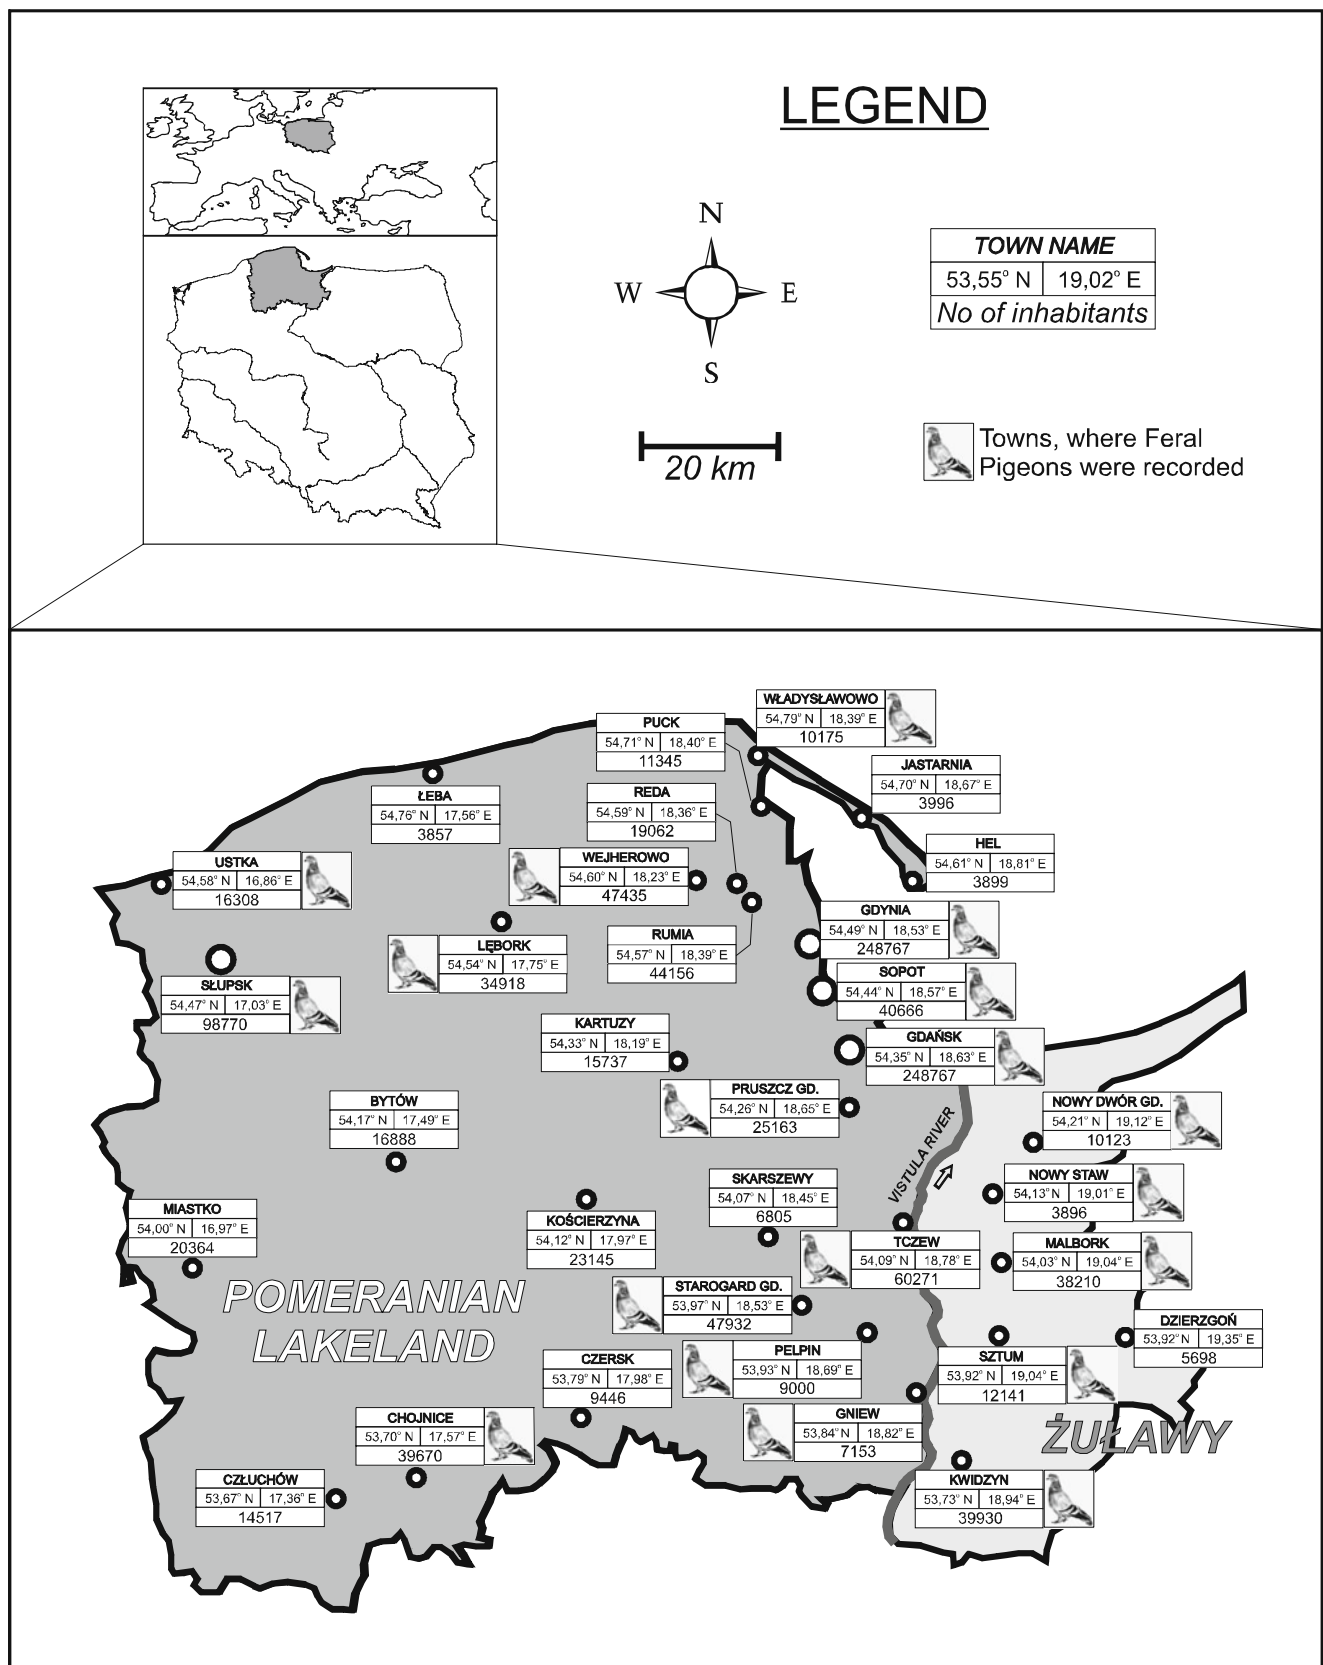 LEGEND
N
W
E
S
20 km
TOWN NAME
53,55° N 19,02° E
No of inhabitants
Towns, where Feral
Pigeons were recorded
WŁADYSŁAWOWO
54,79° N 18,39° E
10175
PUCK
54,71° N 18,40° E
11345
JASTARNIA
54,70° N 18,67° E
3996
ŁEBA
54,76° N 17,56° E
3857
REDA
54,59° N 18,36° E
19062
HEL
54,61° N 18,81° E
3899
USTKA
54,58° N 16,86° E
16308
WEJHEROWO
54,60° N 18,23° E
47435
GDYNIA
54,49° N 18,53° E
248767
LĘBORK
54,54° N 17,75° E
34918
RUMIA
54,57° N 18,39° E
44156
SOPOT
54,44° N 18,57° E
40666
SŁUPSK
54,47° N 17,03° E
98770
KARTUZY
54,33° N 18,19° E
15737
GDAŃSK
54,35° N 18,63° E
248767
PRUSZCZ GD.
54,26° N 18,65° E
25163
BYTÓW
54,17° N 17,49° E
16888
NOWY DWÓR GD.
54,21° N 19,12° E
10123
VISTULA RIVER
NOWY STAW
54,13° N 19,01° E
3896
SKARSZEWY
54,07° N 18,45° E
6805
MIASTKO
54,00° N 16,97° E
20364
KOŚCIERZYNA
54,12° N 17,97° E
23145
TCZEW
54,09° N 18,78° E
60271
MALBORK
54,03° N 19,04° E
38210
POMERANIAN
LAKELAND
STAROGARD GD.
53,97° N 18,53° E
47932
DZIERZGOŃ
53,92° N 19,35° E
5698
PELPIN
53,93° N 18,69° E
9000
SZTUM
53,92° N 19,04° E
12141
CZERSK
53,79° N 17,98° E
9446
CHOJNICE
53,70° N 17,57° E
39670
GNIEW
53,84° N 18,82° E
7153
ŻUŁAWY
CZŁUCHÓW
53,67° N 17,36° E
14517
KWIDZYN
53,73° N 18,94° E
39930